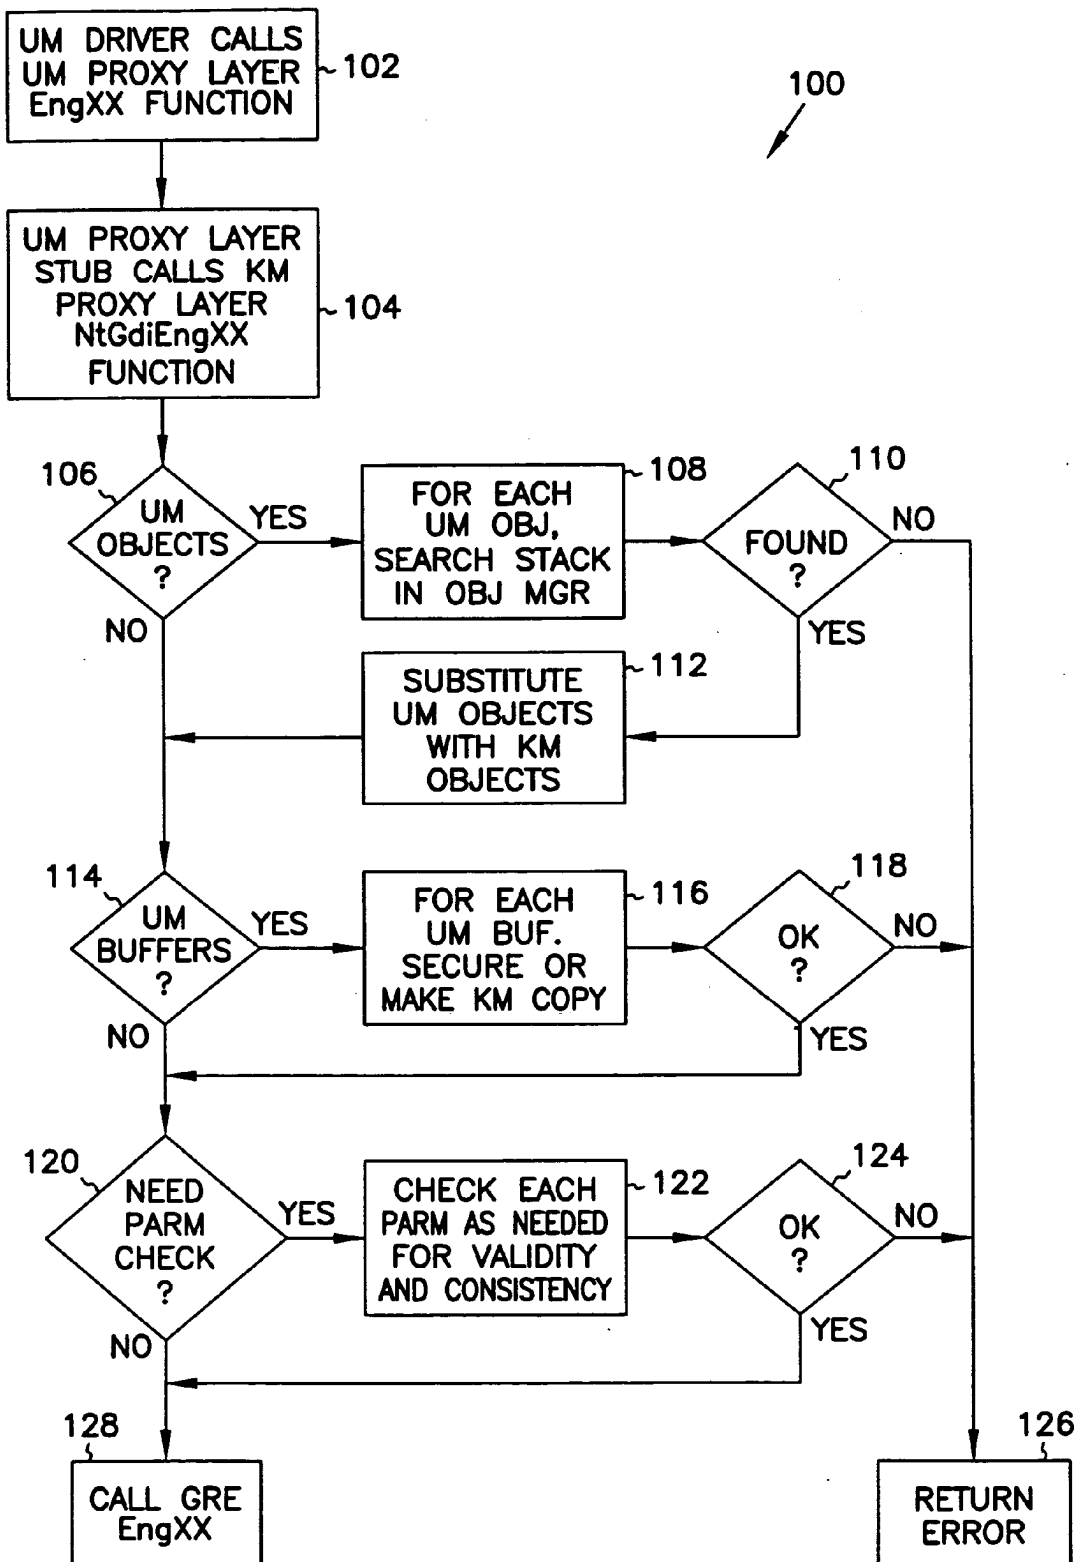 UM DRIVER CALLS
UM PROXY LAYER
EngXX FUNCTION
102
100
UM PROXY LAYER
STUB CALLS KM
PROXY LAYER
NtGdiEngXX
FUNCTION
104
106
UM
OBJECTS
?
YES
NO
108
FOR EACH
UM OBJ,
SEARCH STACK
IN OBJ MGR
110
FOUND
?
NO
YES
112
SUBSTITUTE
UM OBJECTS
WITH KM
OBJECTS
114
UM
BUFFERS
?
YES
NO
116
FOR EACH
UM BUF.
SECURE OR
MAKE KM COPY
118
OK
?
NO
YES
120
NEED
PARM
CHECK
?
YES
NO
122
CHECK EACH
PARM AS NEEDED
FOR VALIDITY
AND CONSISTENCY
124
OK
?
NO
YES
128
CALL GRE
EngXX
126
RETURN
ERROR